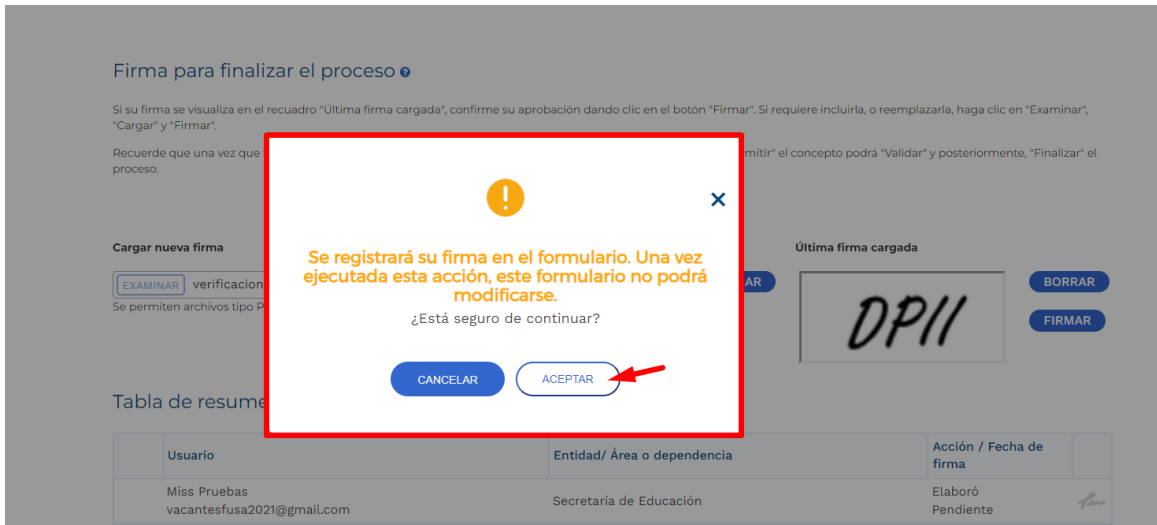 Firma para finalizar el proceso
Si su firma se visualiza en el recuadro "Última firma cargada", confirme su aprobación dando clic en el botón "Firmar". Si requiere incluirla, o reemplazarla, haga clic en "Examinar",
"Cargar" y "Firmar".
Recuerde que una vez que
mitir" el concepto podrá "Validar" y posteriormente, "Finalizar" el
proceso.
Se registrará su firma en el formulario. Una vez
ejecutada esta acción, este formulario no podrá
modificarse.
¿Está seguro de continuar?
CANCELAR
ACEPTAR
Cargar nueva firma
EXAMINAR verificacion
AR
Se permiten archivos tipo P
Última firma cargada
DPII
BORRAR
FIRMAR
Tabla de resume
Usuario
Entidad/ Área o dependencia
Acción / Fecha de
firma
Miss Pruebas
vacantesfusa2021@gmail.com
Secretaría de Educación
Elaboró
Pendiente